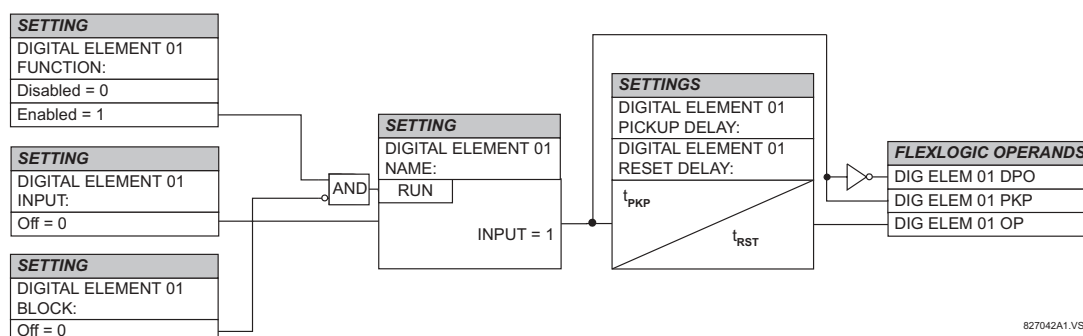 SETTING
DIGITAL ELEMENT 01
FUNCTION:
Disabled = 0
Enabled = 1
SETTING
DIGITAL ELEMENT 01
INPUT:
Off = 0
SETTING
DIGITAL ELEMENT 01
BLOCK:
Off = 0
AND
SETTING
DIGITAL ELEMENT 01
NAME:
RUN
INPUT = 1
SETTINGS
DIGITAL ELEMENT 01
PICKUP DELAY:
DIGITAL ELEMENT 01
RESET DELAY:
tPKP
tRST
FLEXLOGIC OPERANDS
DIG ELEM 01 DPO
DIG ELEM 01 PKP
DIG ELEM 01 OP
827042A1.VS